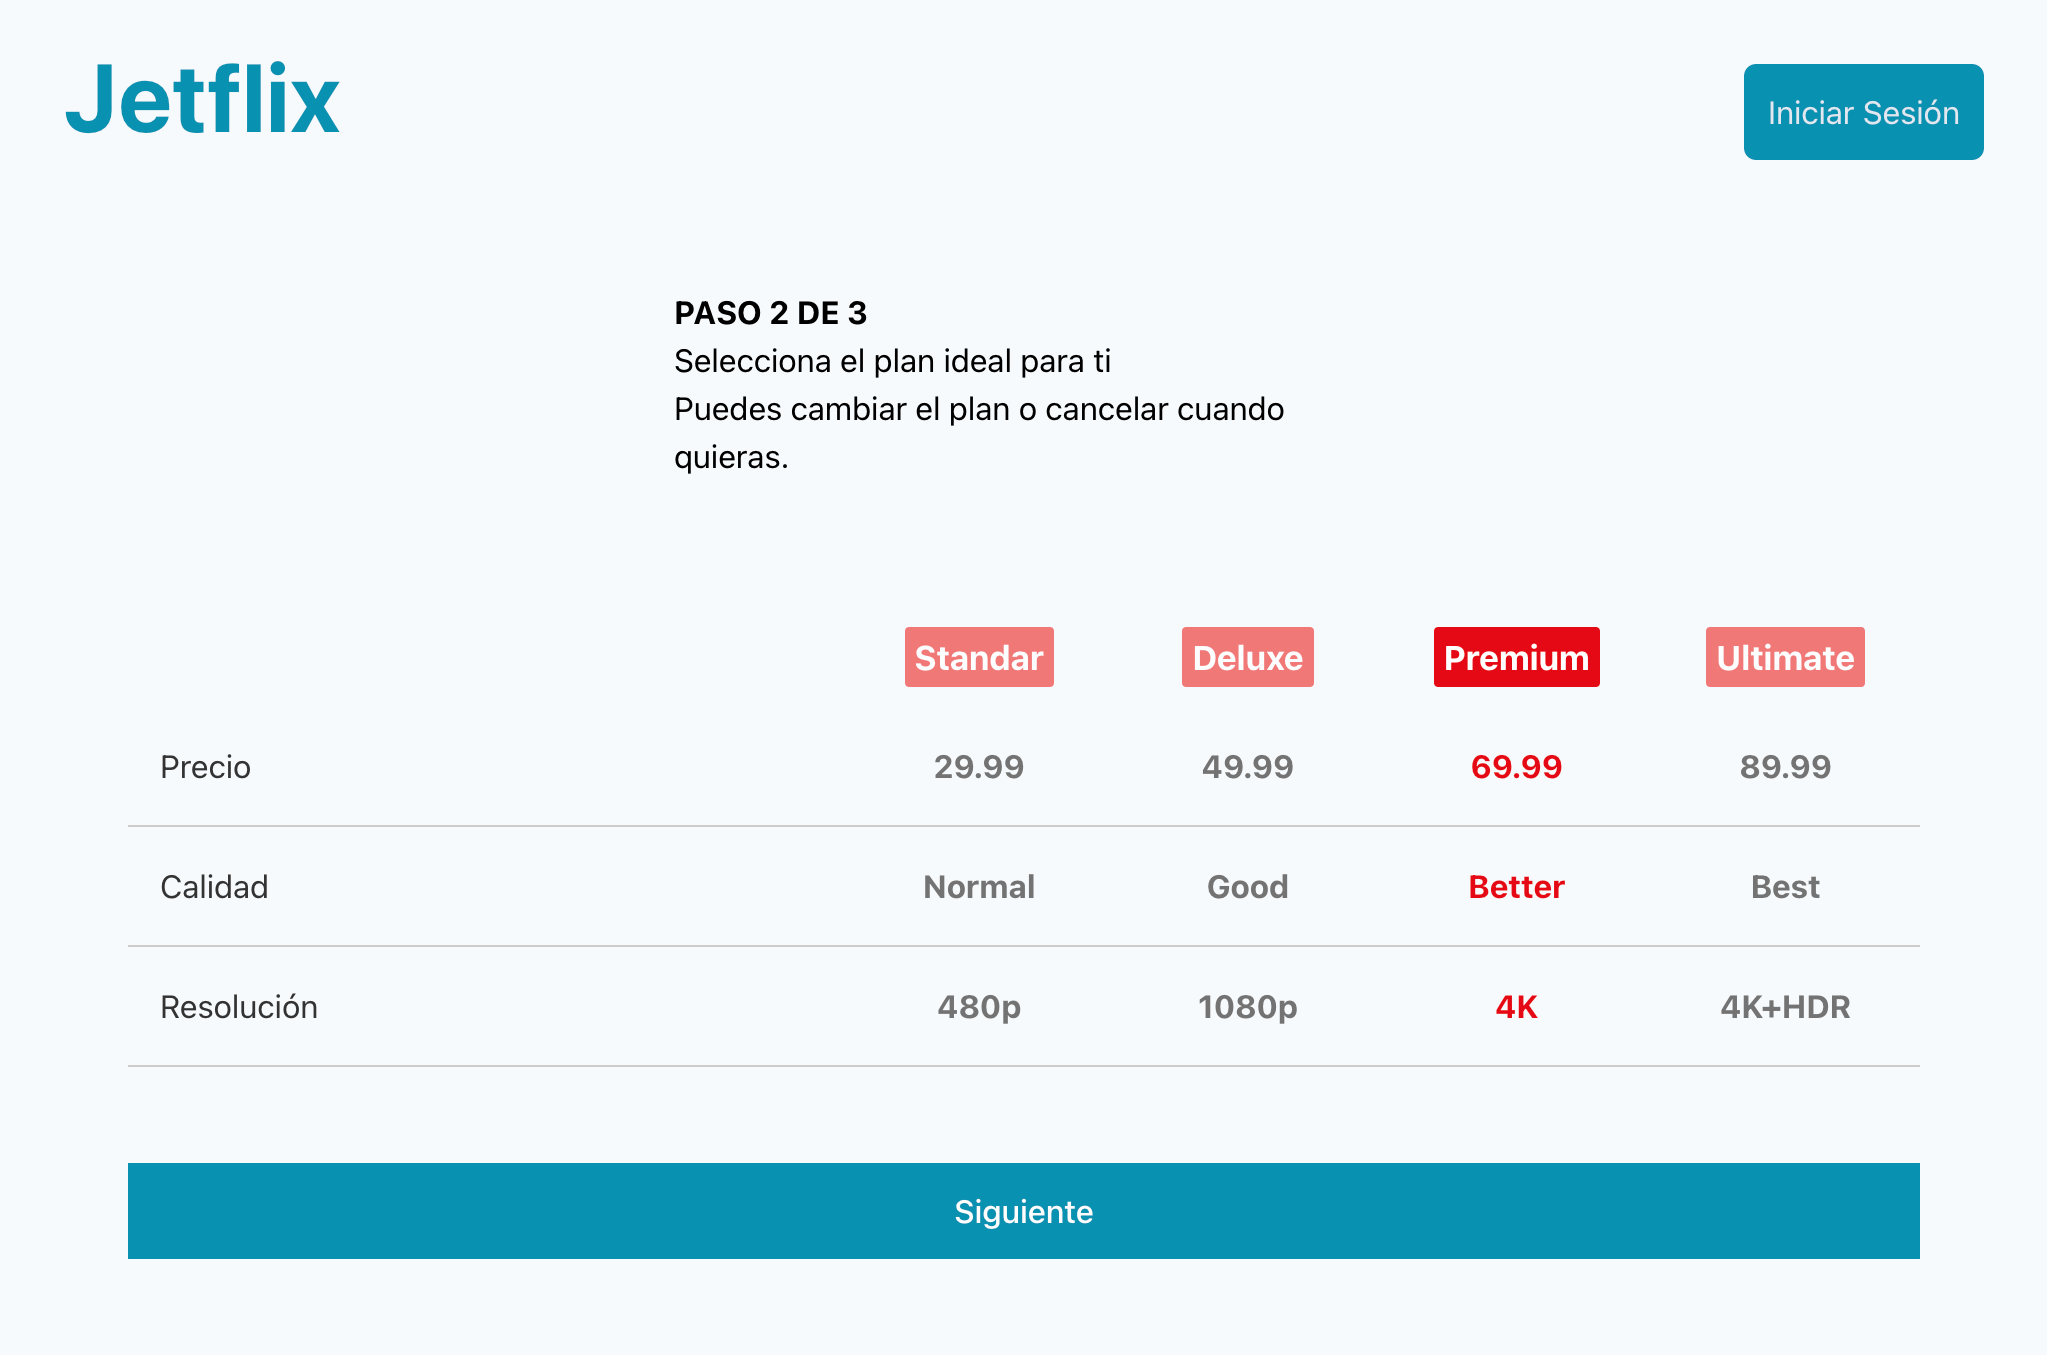 Jetflix
Iniciar Sesión
PASO 2 DE 3
Selecciona el plan ideal para ti
Puedes cambiar el plan o cancelar cuando
quieras.
Standar Deluxe Premium Ultimate
Precio 29.99 49.99 69.99 89.99
Calidad Normal Good Better Best
Resolución 480p 1080p 4K 4K+HDR
Siguiente